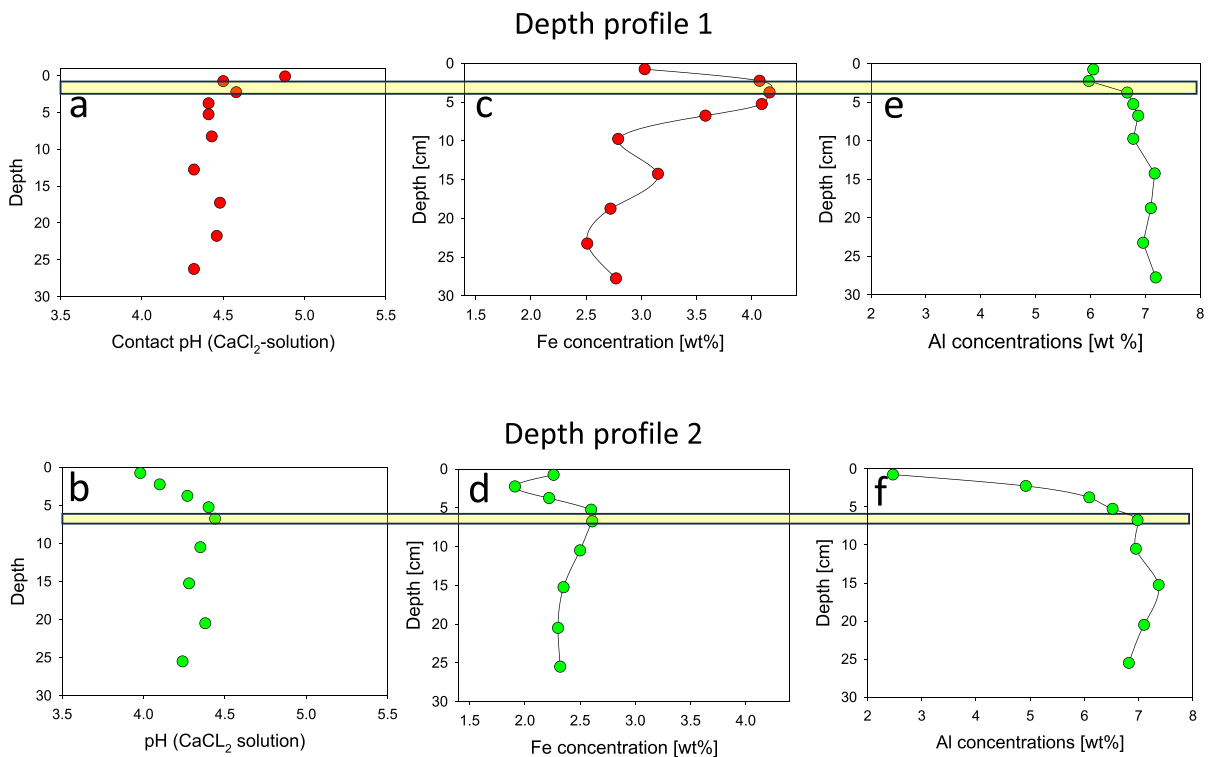 Depth profile 1
0
5
10
15
20
25
30
Depth
a
3.5 4.0 4.5 5.0 5.5
Contact pH (CaCl₂-solution)
0
5
10
15
20
25
30
Depth [cm]
c
1.5 2.0 2.5 3.0 3.5 4.0
Fe concentration [wt%]
0
5
10
15
20
25
30
Depth [cm]
e
2 3 4 5 6 7 8
Al concentrations [wt %]
Depth profile 2
0
5
10
15
20
25
30
Depth
b
3.5 4.0 4.5 5.0 5.5
pH (CaCL₂ solution)
0
5
10
15
20
25
30
Depth [cm]
d
1.5 2.0 2.5 3.0 3.5 4.0
Fe concentration [wt%]
0
5
10
15
20
25
30
Depth [cm]
f
2 3 4 5 6 7 8
Al concentrations [wt%]